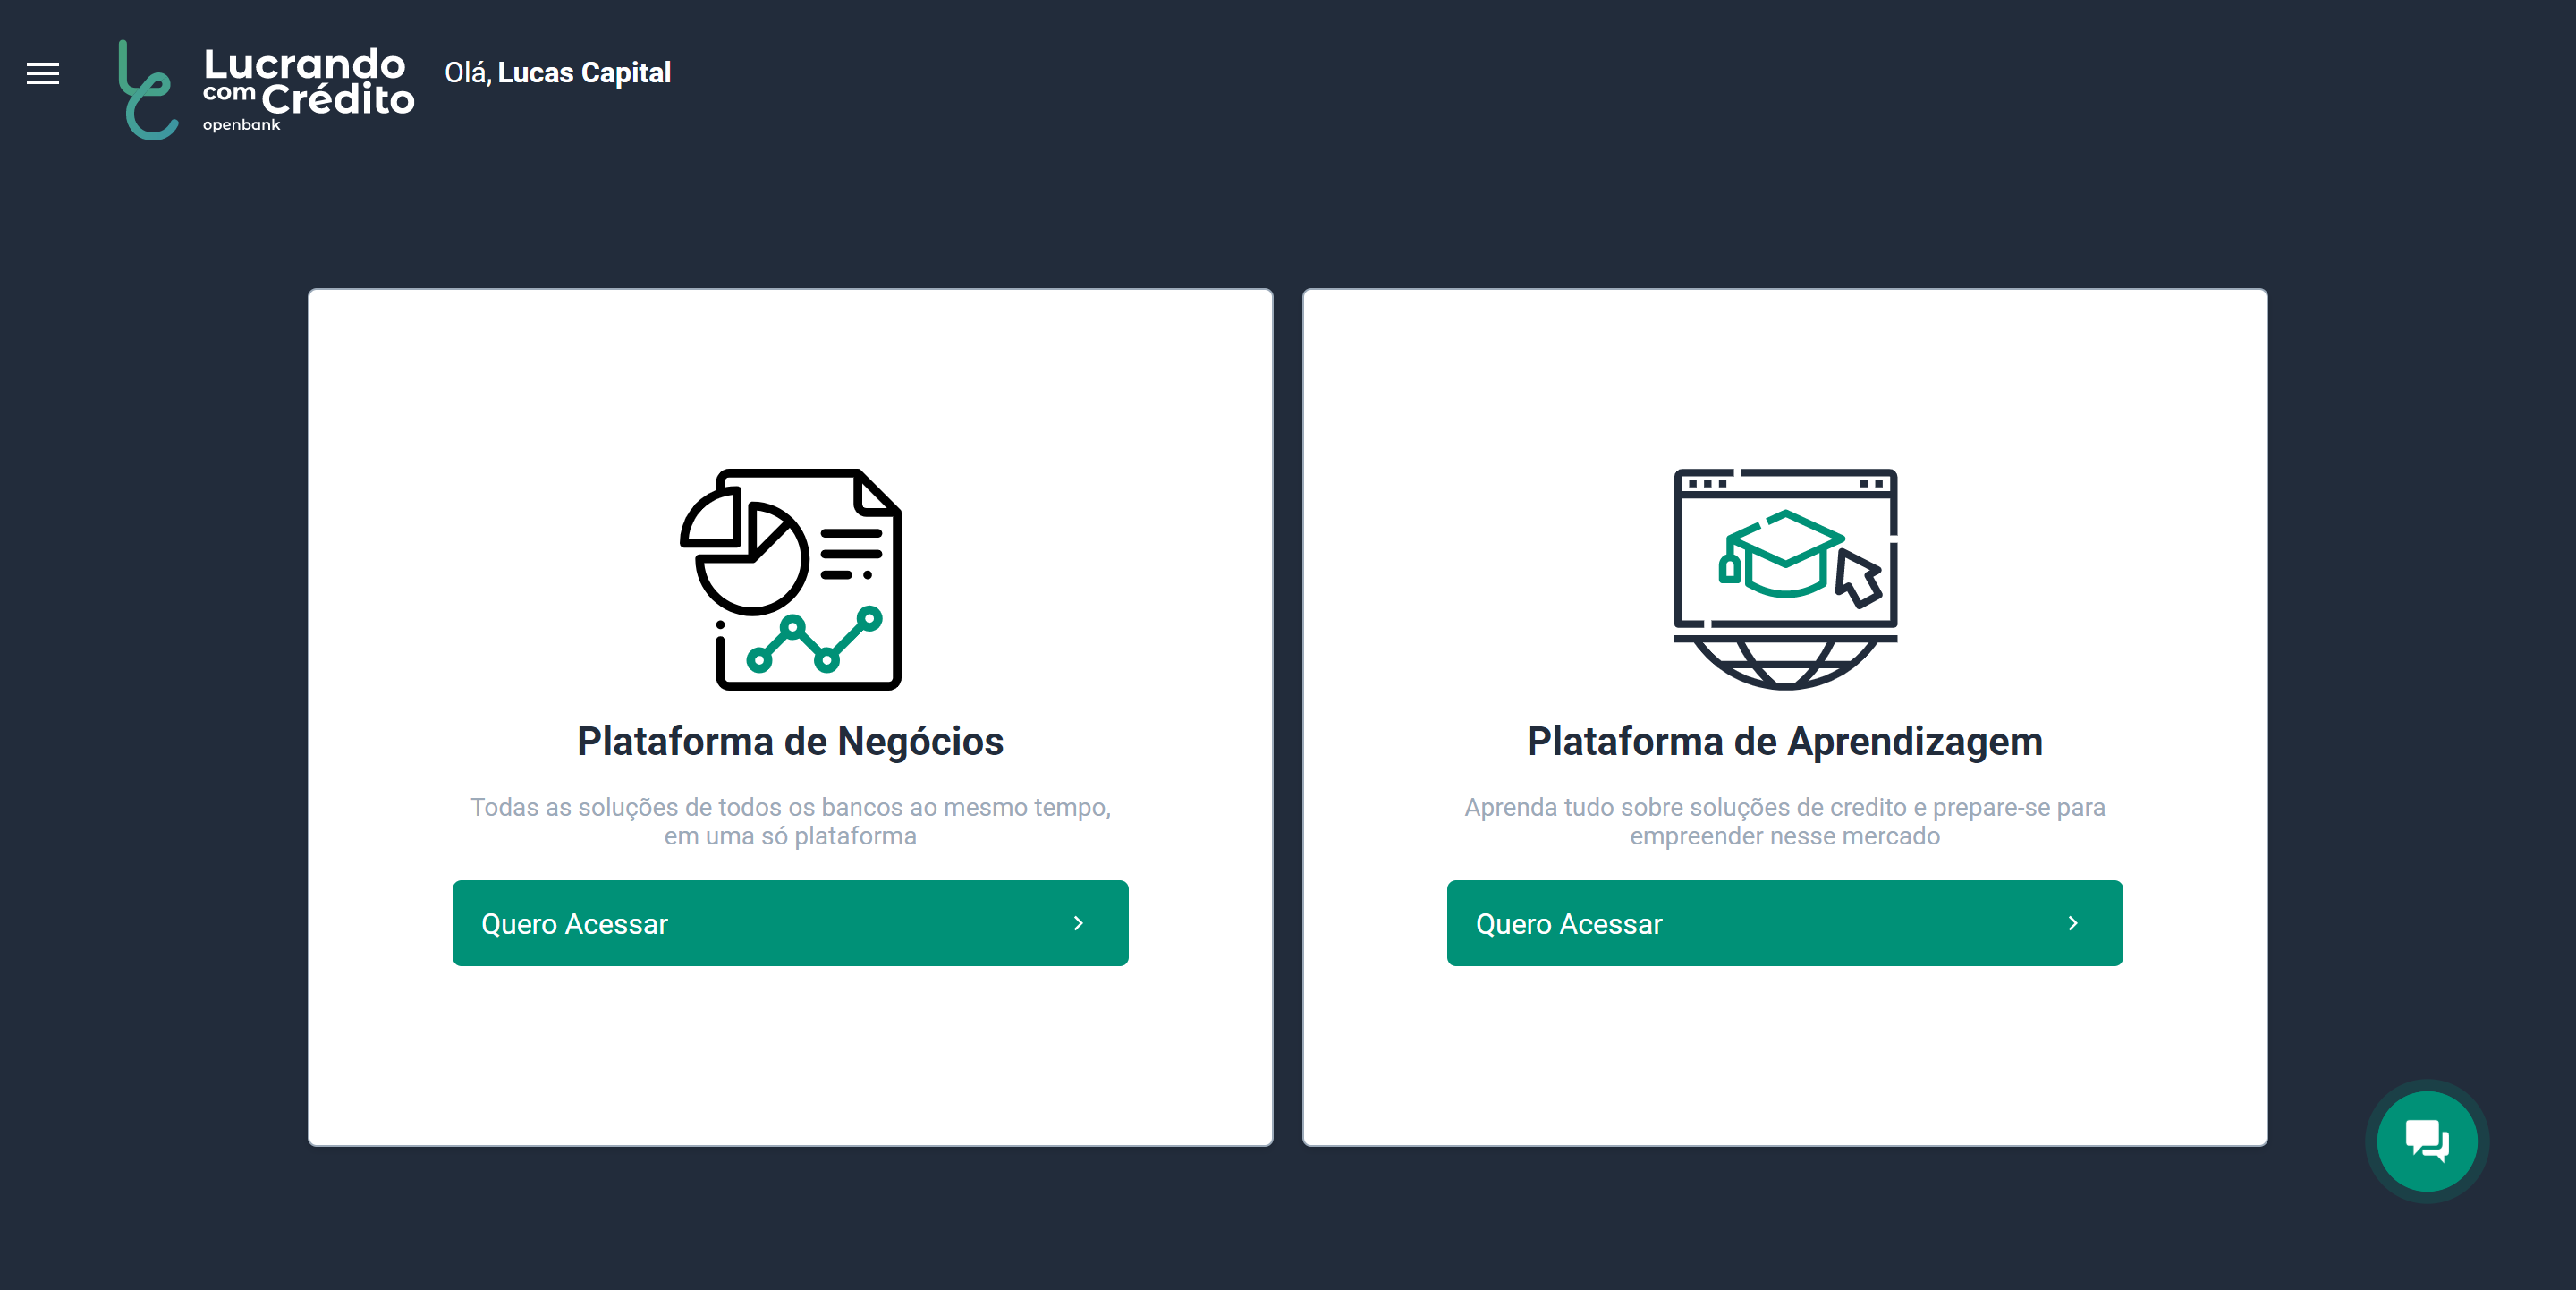 Lucrando
com Crédito
openbank
Olá, Lucas Capital
Plataforma de Negócios
Todas as soluções de todos os bancos ao mesmo tempo,
em uma só plataforma
Quero Acessar
Plataforma de Aprendizagem
Aprenda tudo sobre soluções de credito e prepare-se para
empreender nesse mercado
Quero Acessar